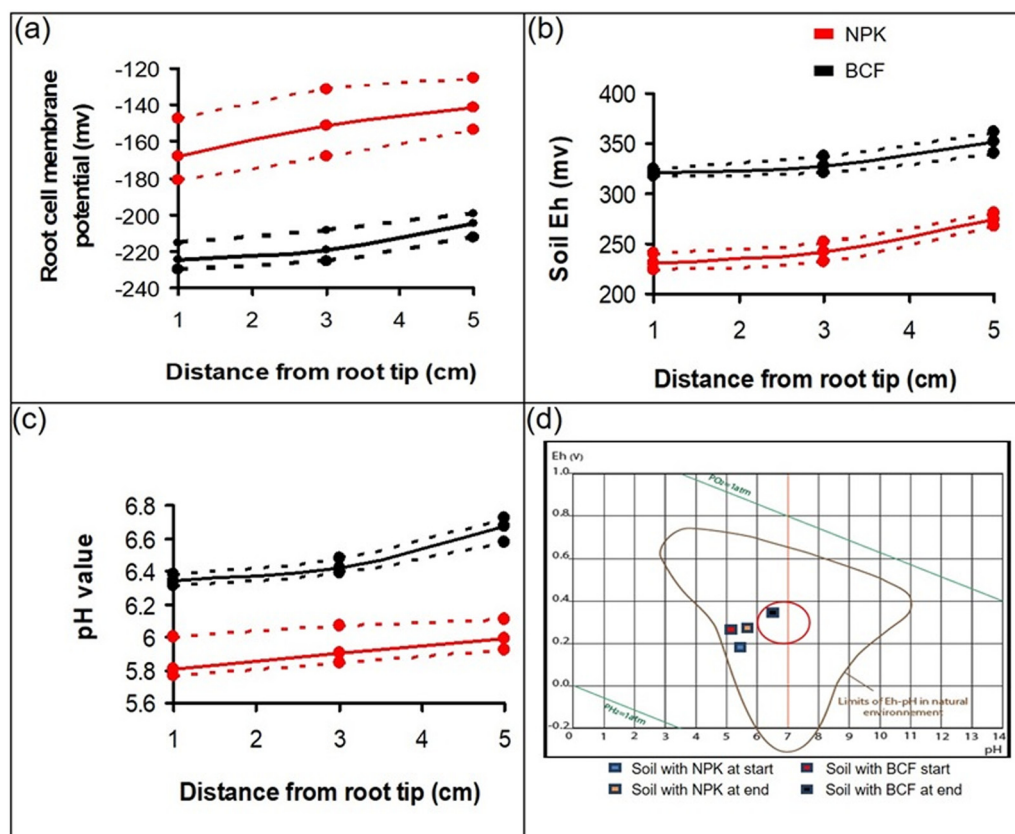 (a)
Root cell membrane
potential (mv)
-120
-140
-160
-180
-200
-220
-240
1
2
3
4
5
Distance from root tip (cm)
(b)
NPK
BCF
Soil Eh (mv)
400
350
300
250
200
1
2
3
4
5
Distance from root tip (cm)
(c)
pH value
6.8
6.6
6.4
6.2
6
5.8
5.6
1
2
3
4
5
Distance from root tip (cm)
(d)
Eh (V)
1.0
0.8
0.6
0.4
0.2
0.0
-0.2
PO2=1atm
PH2=1atm
Limits of Eh-pH in natural
environnement
0 1 2 3 4 5 6 7 8 9 10 11 12 13 14
pH
Soil with NPK at start
Soil with BCF start
Soil with NPK at end
Soil with BCF at end